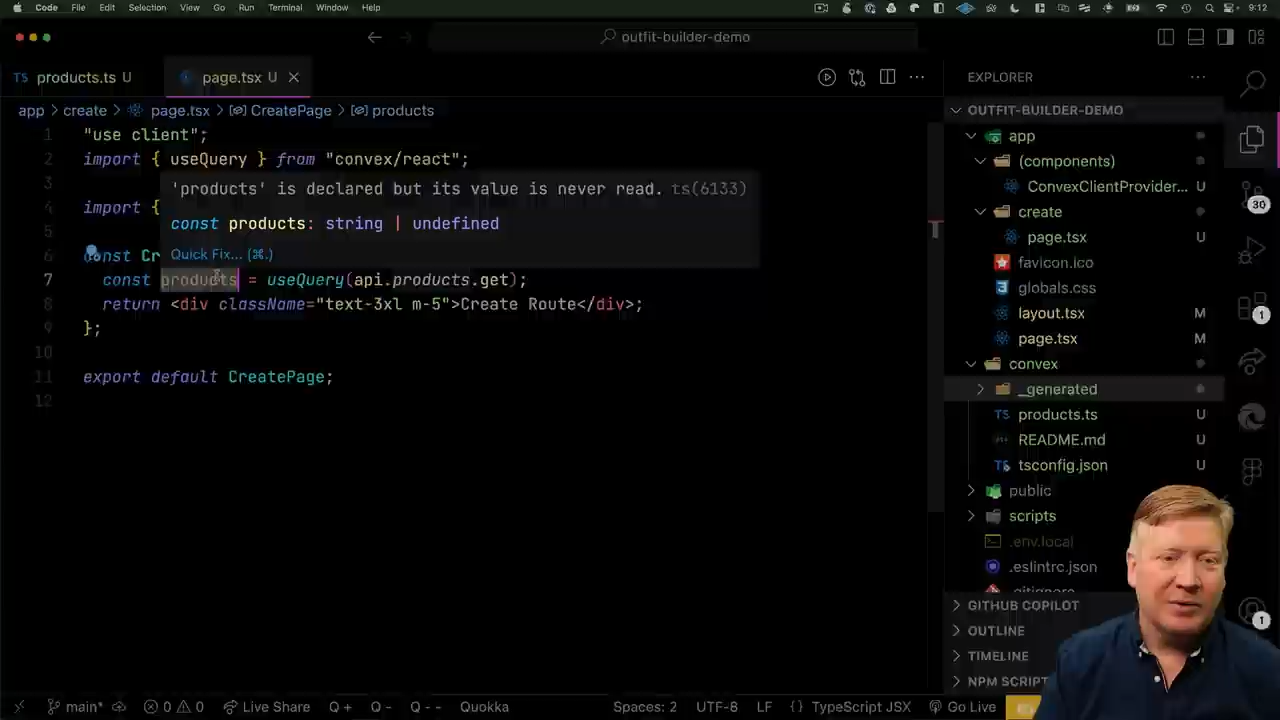 Code File Edit Selection View Go Run Terminal Window Help 9:12
outfit-builder-demo
TS products.ts U
page.tsx U
EXPLORER
app > create > page.tsx > CreatePage > products
OUTFIT-BUILDER-DEMO
1 "use client";
2 import { useQuery } from "convex/react";
3
4 import {
5
6 const Cr
7 const products = useQuery(api.products.get);
8 return <div className="text-3xl m-5">Create Route</div>;
9 };
10
11 export default CreatePage;
12
'products' is declared but its value is never read. ts(6133)
const products: string | undefined
Quick Fix... (⌘.)
app
(components)
ConvexClientProvider... U
create
page.tsx U
favicon.ico
globals.css
layout.tsx M
page.tsx M
convex
_generated
TS products.ts U
README.md U
TS tsconfig.json U
public
scripts
.env.local
.eslintrc.json U
.gitignore
GITHUB COPILOT
OUTLINE
TIMELINE
NPM SCRIPT
30
1
1
main* 0 0 Live Share Q + Q - Q - - Quokka Spaces: 2 UTF-8 LF {} TypeScript JSX Go Live